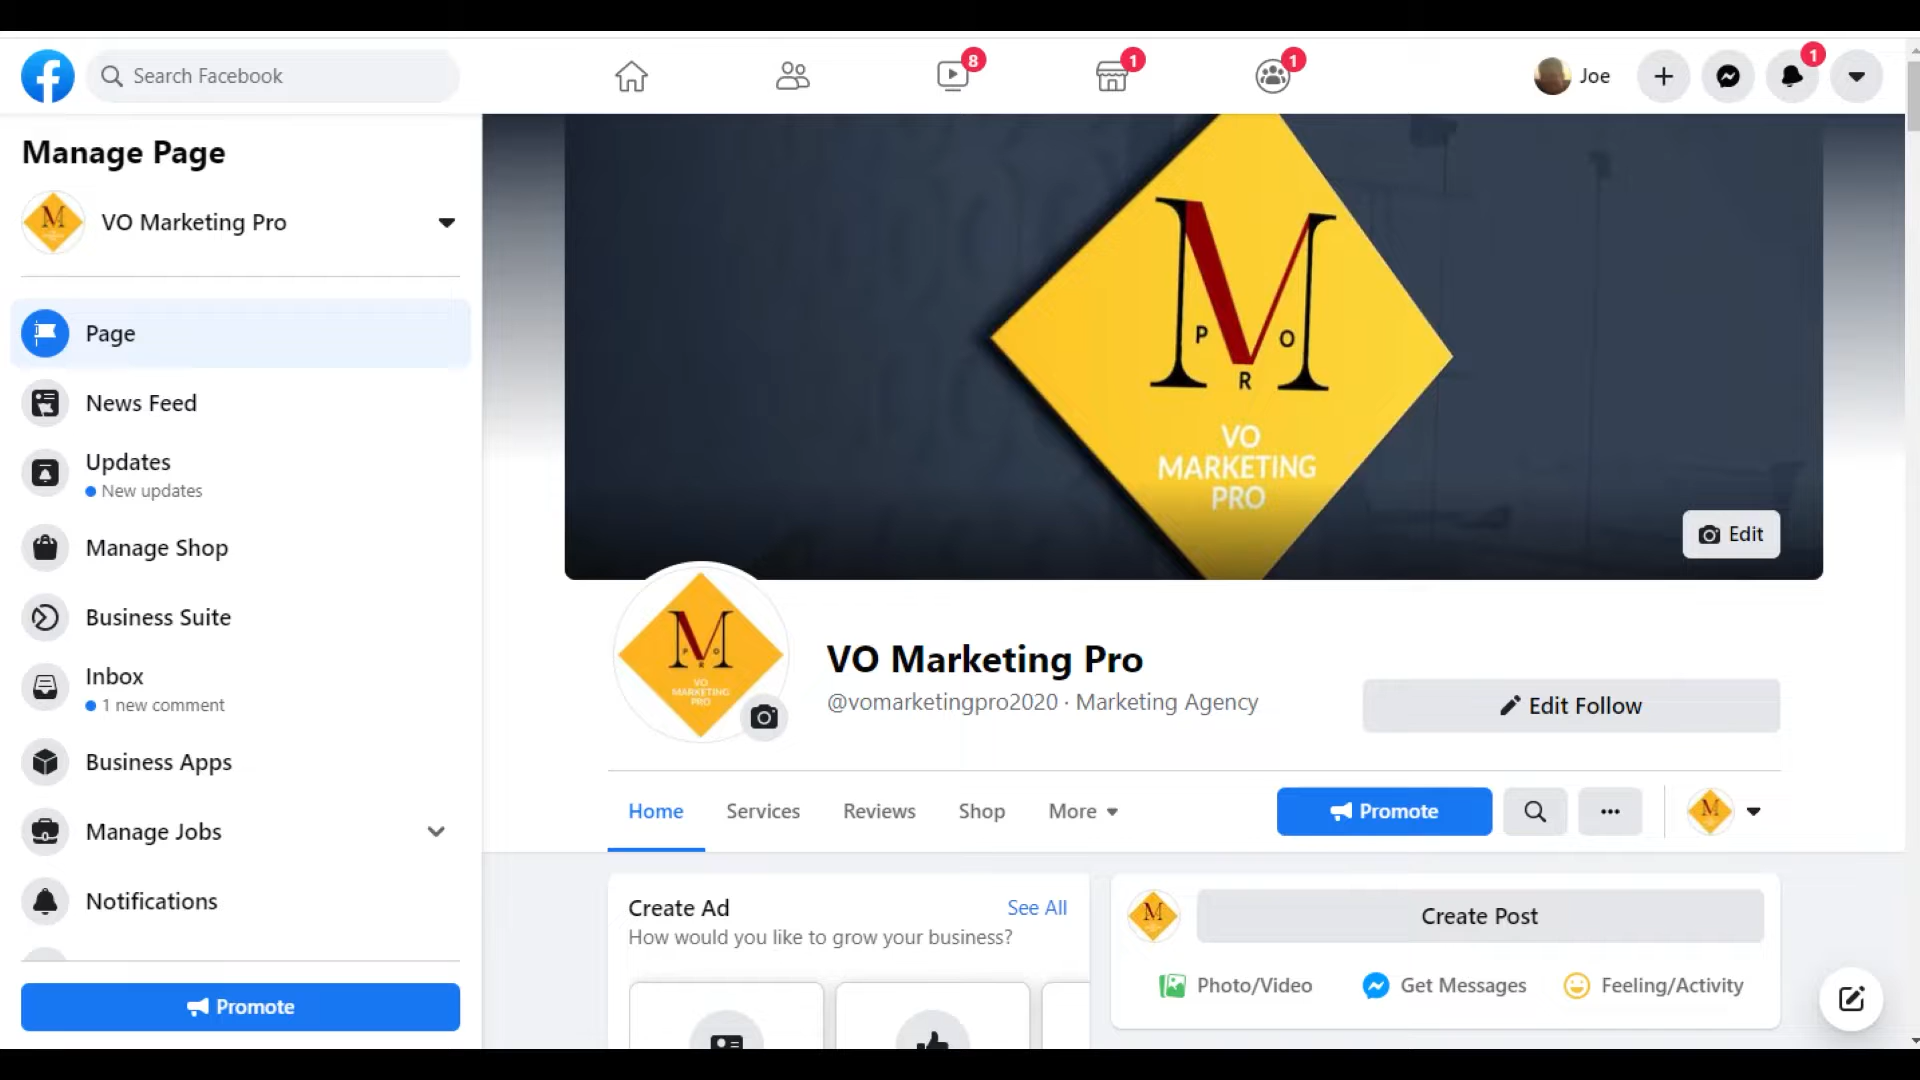 Search Facebook
8
1
1
Joe
1
Manage Page
VO Marketing Pro
Page
News Feed
Updates
New updates
Manage Shop
Business Suite
Inbox
1 new comment
Business Apps
Manage Jobs
Notifications
Promote
M
P O
R
VO
MARKETING
PRO
Edit
M
P O
R
VO
MARKETING
PRO
VO Marketing Pro
@vomarketingpro2020 · Marketing Agency
Edit Follow
Home
Services
Reviews
Shop
More
Promote
Create Ad
See All
How would you like to grow your business?
Create Post
Photo/Video
Get Messages
Feeling/Activity